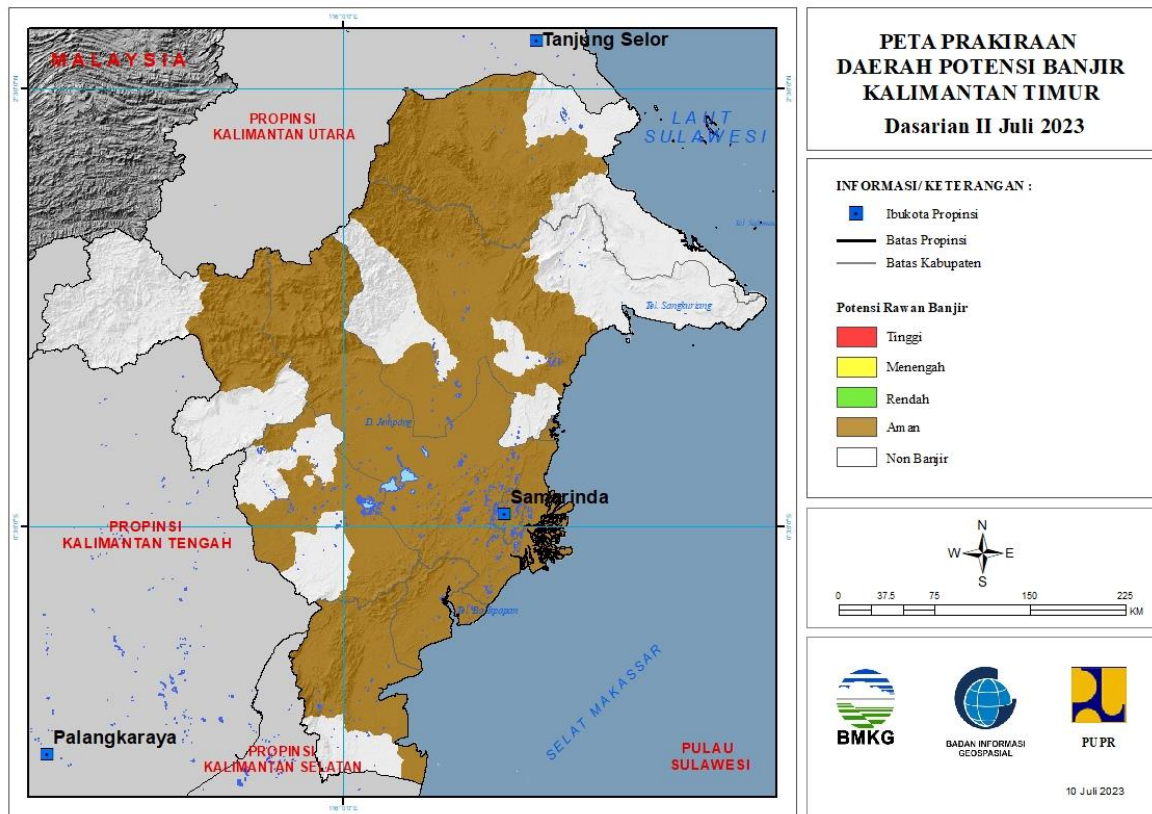 PETA PRAKIRAAN
DAERAH POTENSI BANJIR
KALIMANTAN TIMUR
Dasarian II Juli 2023
INFORMASI/ KETERANGAN :
Ibukota Propinsi
Batas Propinsi
Batas Kabupaten
Potensi Rawan Banjir
Tinggi
Menengah
Rendah
Aman
Non Banjir
N
W E
S
0 37.5 75 150 225
KM
BMKG
BADAN INFORMASI
GEOSPASIAL
PUPR
10 Juli 2023
Tanjung Selor
MALAYSIA
PROPINSI
KALIMANTAN UTARA
LAUT
SULAWESI
Tel. Sangkuriang
D. Jempang
Samarinda
PROPINSI
KALIMANTAN TENGAH
SELAT MAKASSAR
Palangkaraya
PROPINSI
KALIMANTAN SELATAN
PULAU
SULAWESI